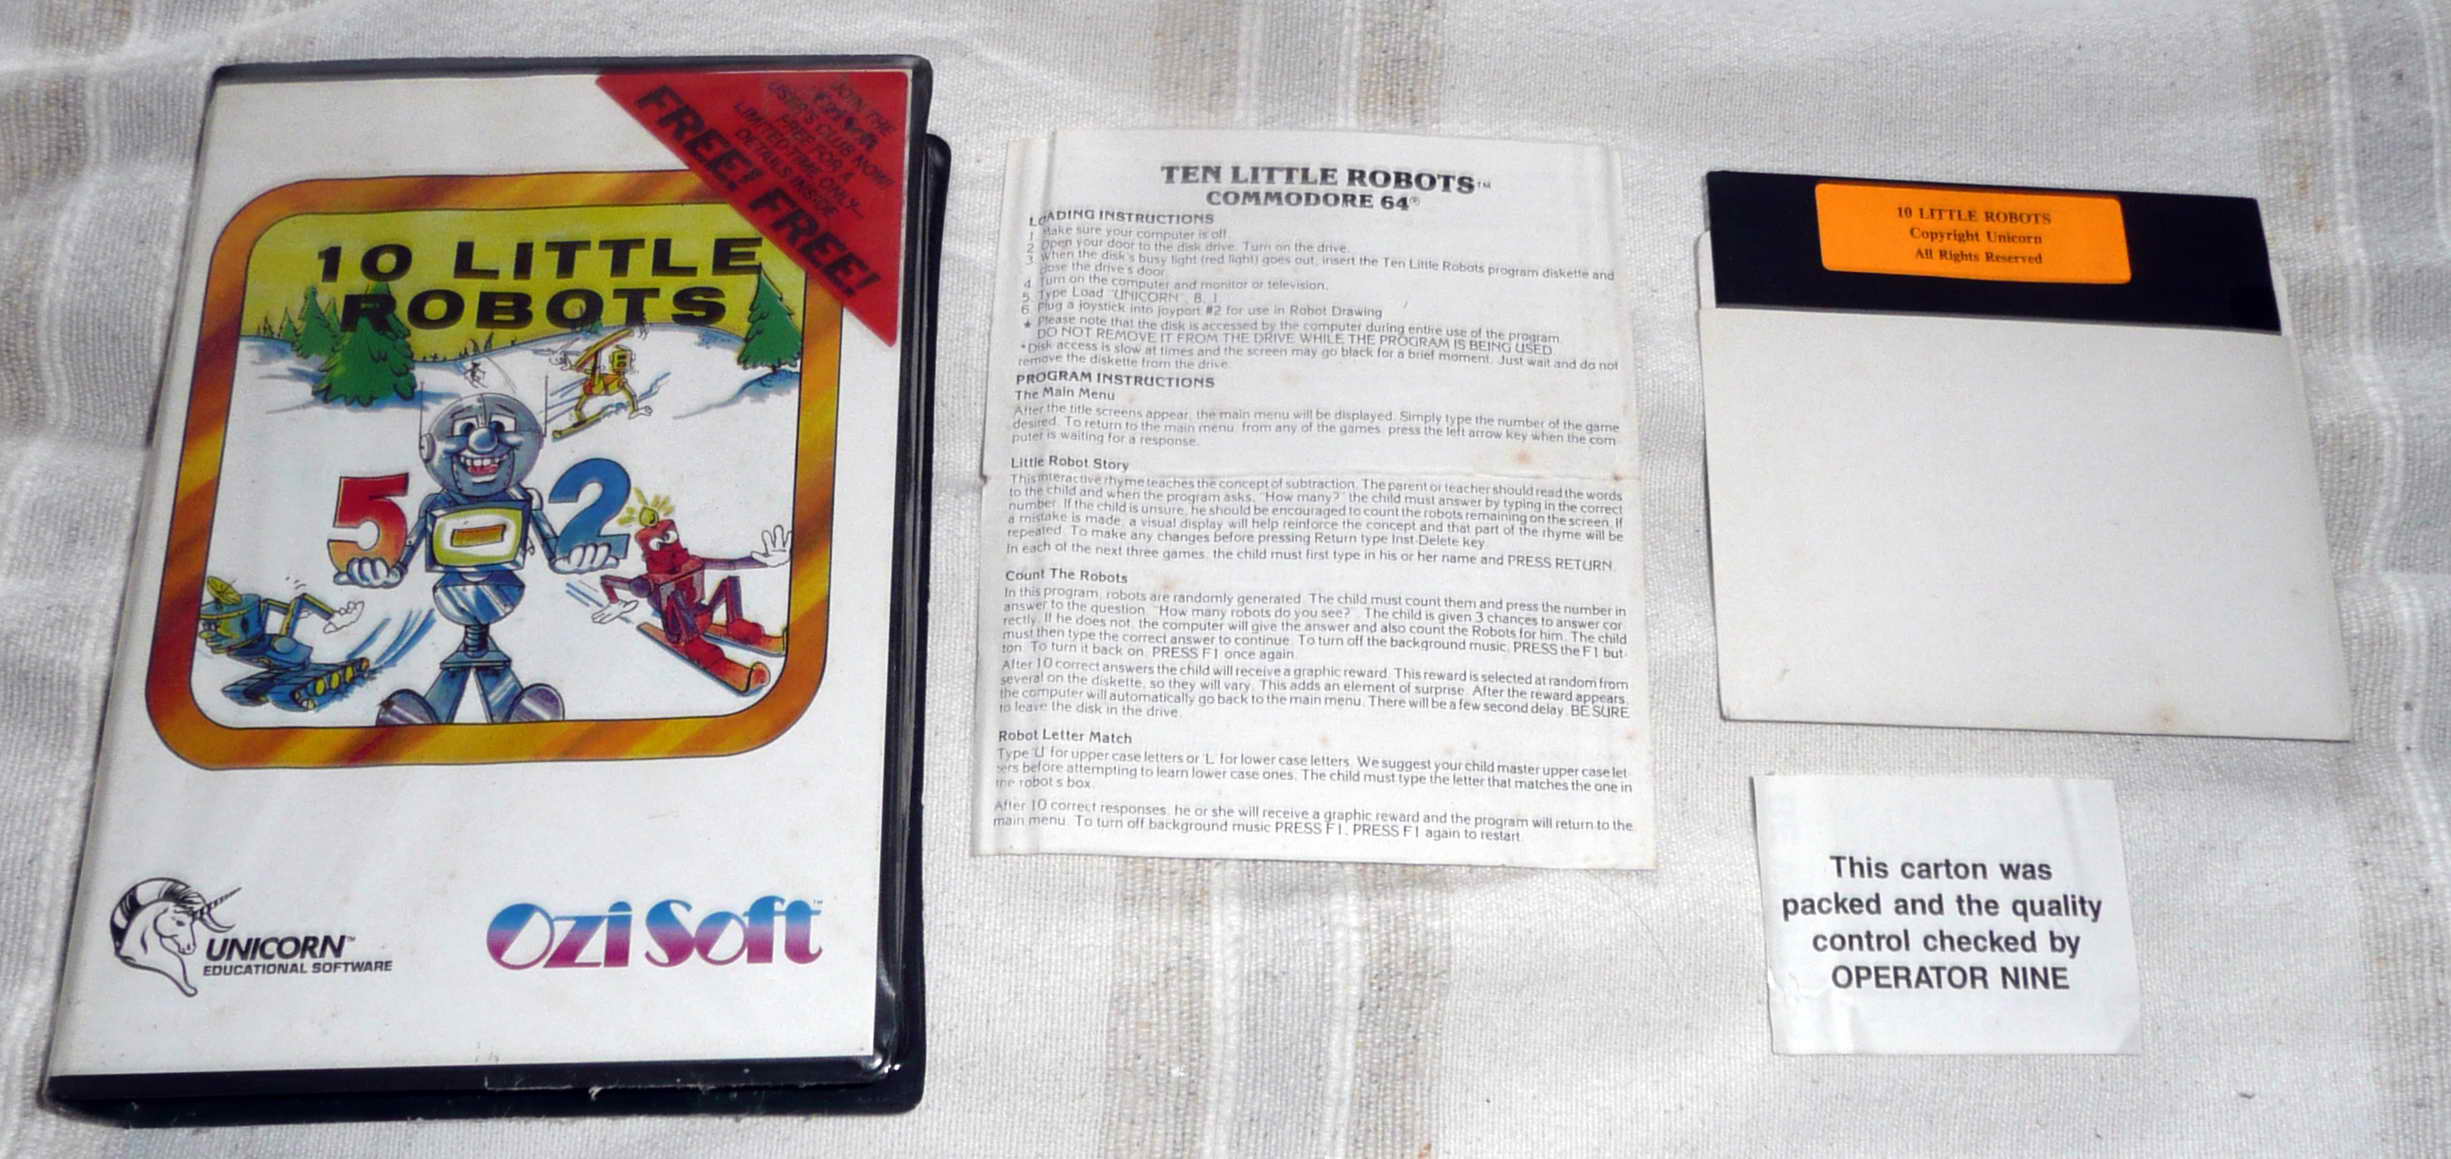 JOIN THE
USER'S CLUB NOW!!
FREE FOR A
LIMITED TIME ONLY—
DETAILS INSIDE
FREE! FREE!
10 LITTLE
ROBOTS
5 2
UNICORN™
EDUCATIONAL SOFTWARE
Ozi Soft™
TEN LITTLE ROBOTS™
COMMODORE 64®
LOADING INSTRUCTIONS
1. Make sure your computer is off.
2. Open your door to the disk drive. Turn on the drive.
3. When the disk's busy light (red light) goes out, insert the Ten Little Robots program diskette and
close the drive's door.
4. Turn on the computer and monitor or television.
5. Type Load "UNICORN", 8, 1
6. Plug a joystick into joyport #2 for use in Robot Drawing
★ Please note that the disk is accessed by the computer during entire use of the program.
DO NOT REMOVE IT FROM THE DRIVE WHILE THE PROGRAM IS BEING USED
*Disk access is slow at times and the screen may go black for a brief moment. Just wait and do not
remove the diskette from the drive.
PROGRAM INSTRUCTIONS
The Main Menu
After the title screens appear, the main menu will be displayed. Simply type the number of the game
desired. To return to the main menu, from any of the games, press the left arrow key when the com
puter is waiting for a response.
Little Robot Story
This interactive rhyme teaches the concept of subtraction. The parent or teacher should read the words
to the child and when the program asks, "How many?" the child must answer by typing in the correct
number. If the child is unsure, he should be encouraged to count the robots remaining on the screen. If
a mistake is made, a visual display will help reinforce the concept and that part of the rhyme will be
repeated. To make any changes before pressing Return type Inst-Delete key.
In each of the next three games, the child must first type in his or her name and PRESS RETURN.
Count The Robots
In this program, robots are randomly generated. The child must count them and press the number in
answer to the question, "How many robots do you see?". The child is given 3 chances to answer cor
rectly. If he does not, the computer will give the answer and also count the Robots for him. The child
must then type the correct answer to continue. To turn off the background music, PRESS the F1 but-
ton. To turn it back on, PRESS F1 once again.
After 10 correct answers the child will receive a graphic reward. This reward is selected at random from
several on the diskette, so they will vary. This adds an element of surprise. After the reward appears,
the computer will automatically go back to the main menu. There will be a few second delay. BE SURE
to leave the disk in the drive.
Robot Letter Match
Type 'U' for upper case letters or 'L' for lower case letters. We suggest your child master upper case let
ters before attempting to learn lower case ones. The child must type the letter that matches the one in
the robot's box.
After 10 correct responses, he or she will receive a graphic reward and the program will return to the
main menu. To turn off background music PRESS F1, PRESS F1 again to restart.
10 LITTLE ROBOTS
Copyright Unicorn
All Rights Reserved
This carton was
packed and the quality
control checked by
OPERATOR NINE